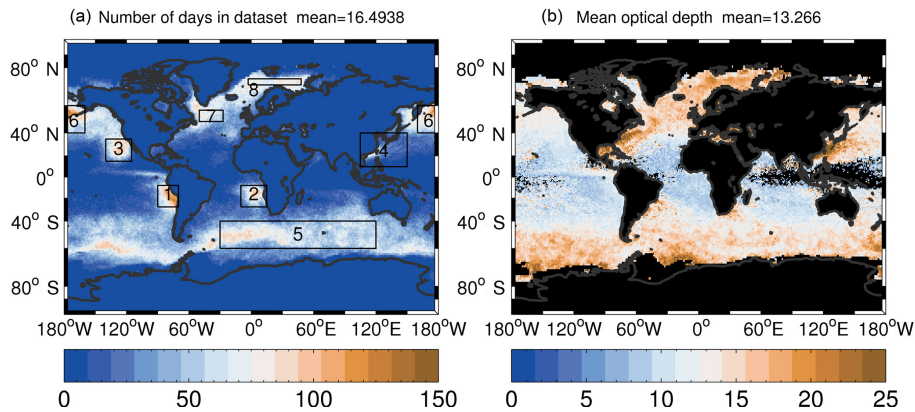 (a) Number of days in dataset mean=16.4938
(b) Mean optical depth mean=13.266
80° N
40° N
0°
40° S
80° S
8
6
7
6
3
4
1
2
5
180°W 120°W 60°W 0° 60°E 120°E 180°W
80° N
40° N
0°
40° S
80° S
180°W 120°W 60°W 0° 60°E 120°E 180°W
0 50 100 150
0 5 10 15 20 25